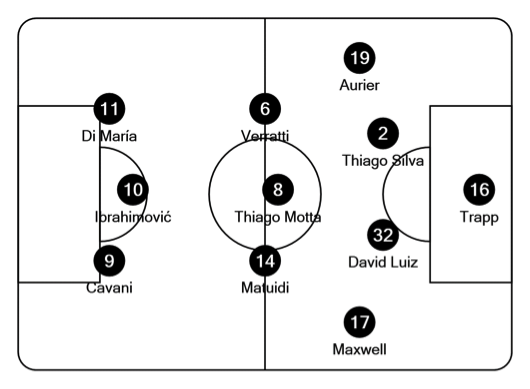 19
Aurier
11
Di María
6
Verratti
2
Thiago Silva
10
Ibrahimović
8
Thiago Motta
16
Trapp
32
David Luiz
9
Cavani
14
Matuidi
17
Maxwell